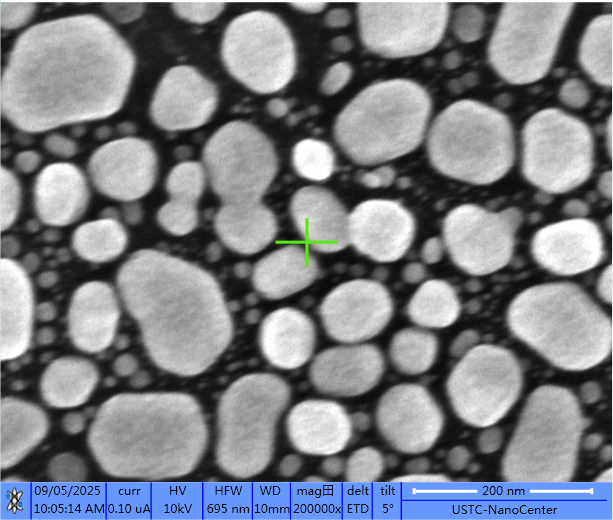 09/05/2025 curr HV HFW WD mag田 delt tilt 200 nm
10:05:14 AM 0.10 uA 10kV 695 nm 10mm 200000x ETD 5° USTC-NanoCenter